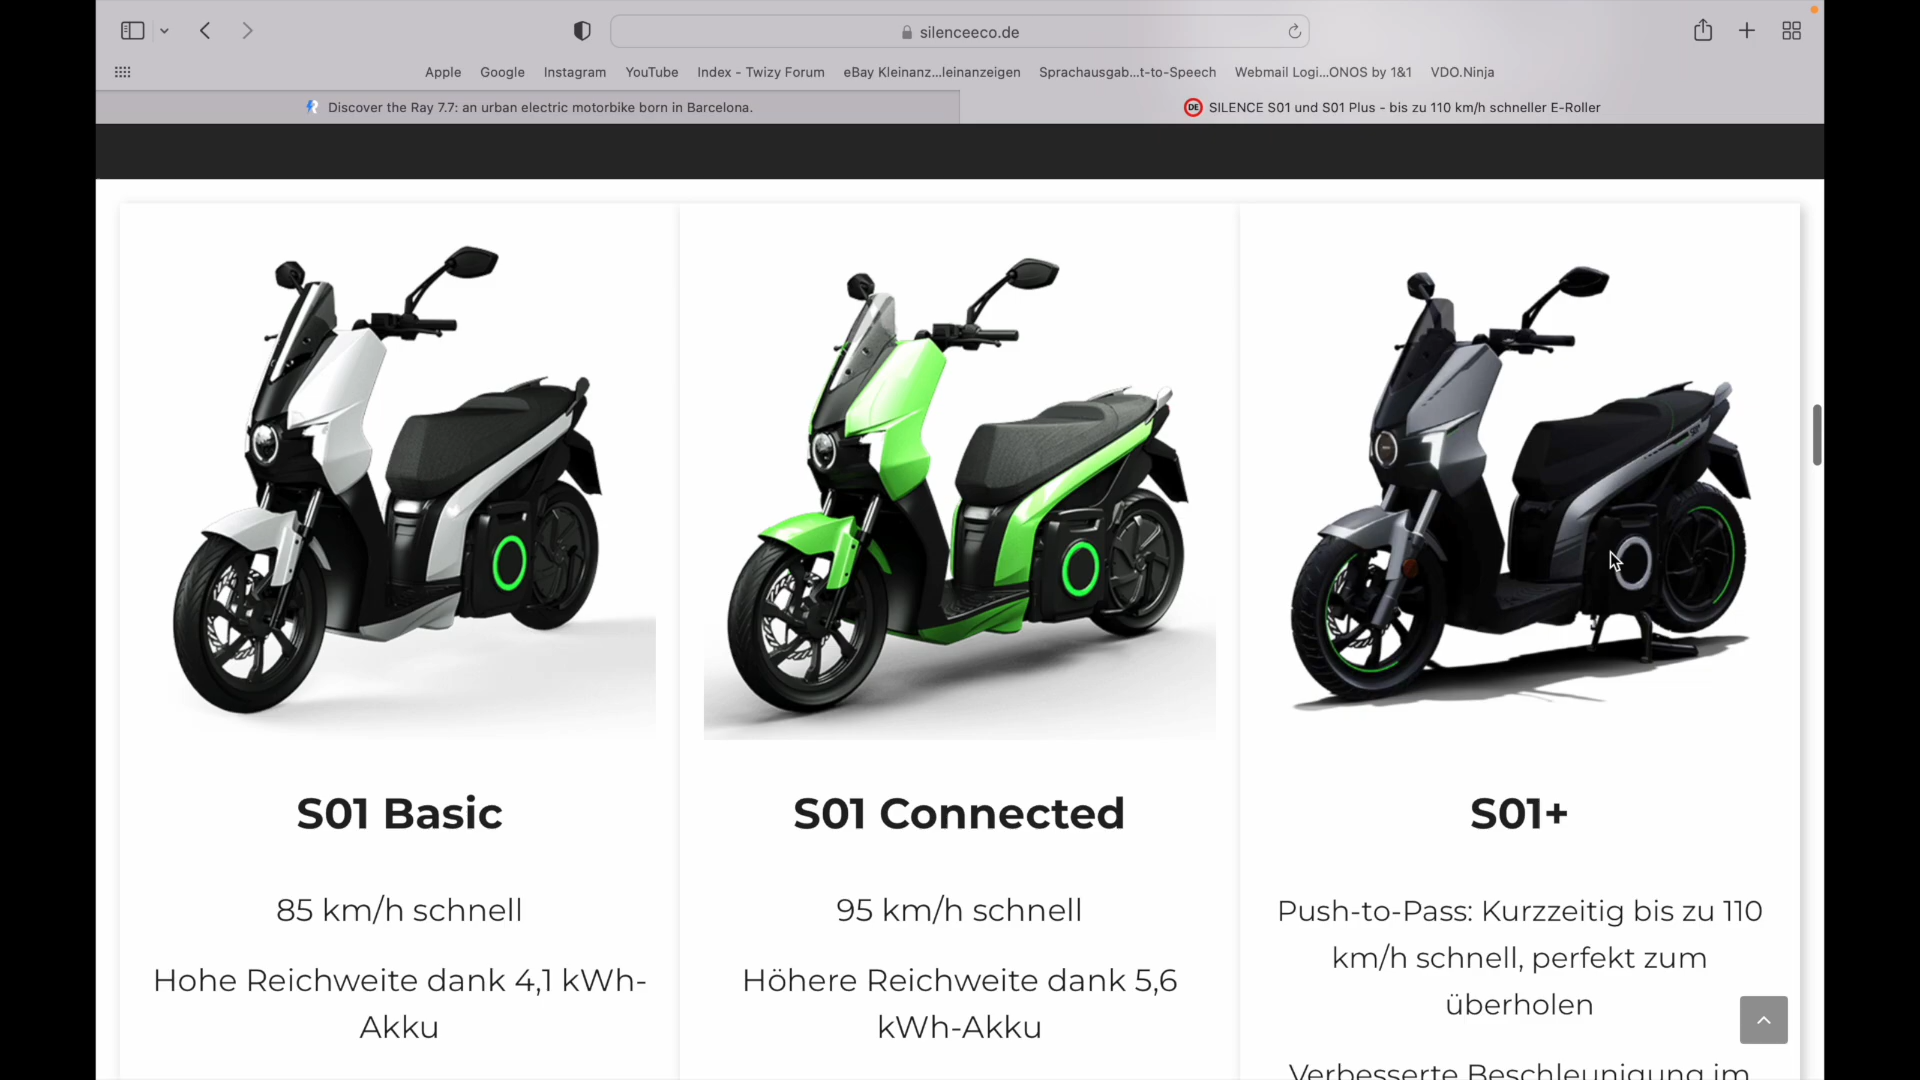 silenceeco.de
Apple Google Instagram YouTube Index - Twizy Forum eBay Kleinanz...leinanzeigen Sprachausgab...t-to-Speech Webmail Logi...ONOS by 1&1 VDO.Ninja
Discover the Ray 7.7: an urban electric motorbike born in Barcelona.
DE SILENCE S01 und S01 Plus - bis zu 110 km/h schneller E-Roller
S01 Basic
85 km/h schnell
Hohe Reichweite dank 4,1 kWh-
Akku
S01 Connected
95 km/h schnell
Höhere Reichweite dank 5,6
kWh-Akku
S01+
Push-to-Pass: Kurzzeitig bis zu 110
km/h schnell, perfekt zum
überholen
Verbesserte Beschleunigung im